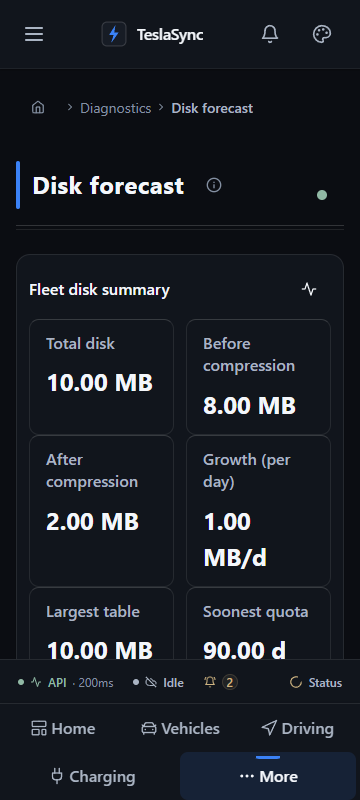 TeslaSync
Diagnostics
Disk forecast
Disk forecast
Fleet disk summary
Total disk
10.00 MB
Before
compression
8.00 MB
After
compression
2.00 MB
Growth (per
day)
1.00
MB/d
Largest table
10.00 MB
Soonest quota
90.00 d
API · 200ms
Idle
2
Status
Home
Vehicles
Driving
Charging
More